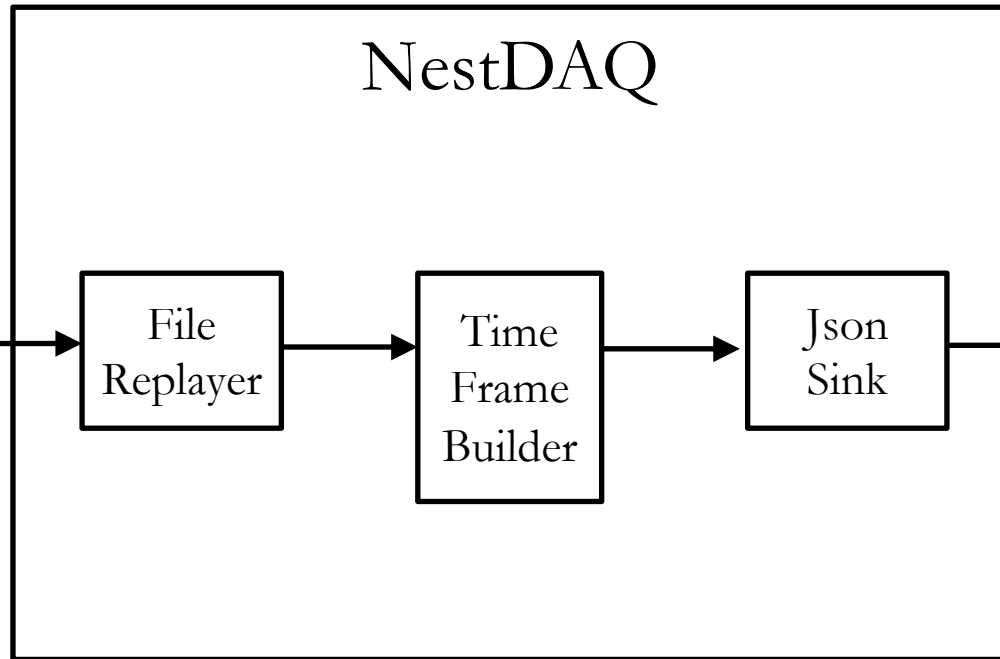 NestDAQ
File
Replayer
Time
Frame
Builder
Json
Sink